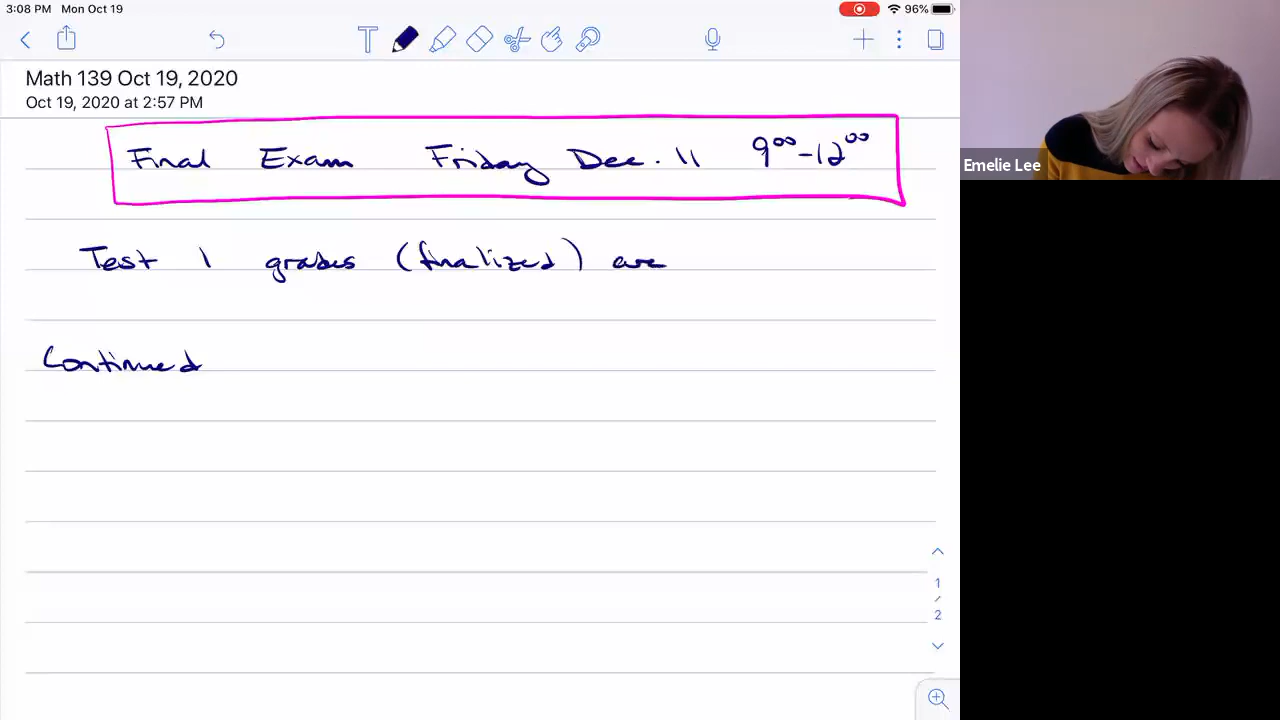 3:08 PM Mon Oct 19 96%
Math 139 Oct 19, 2020
Oct 19, 2020 at 2:57 PM
Final Exam Friday Dec. 11 9⁰⁰-12⁰⁰
Emelie Lee
Test 1 grades (finalized) are
Continued
1
/
2